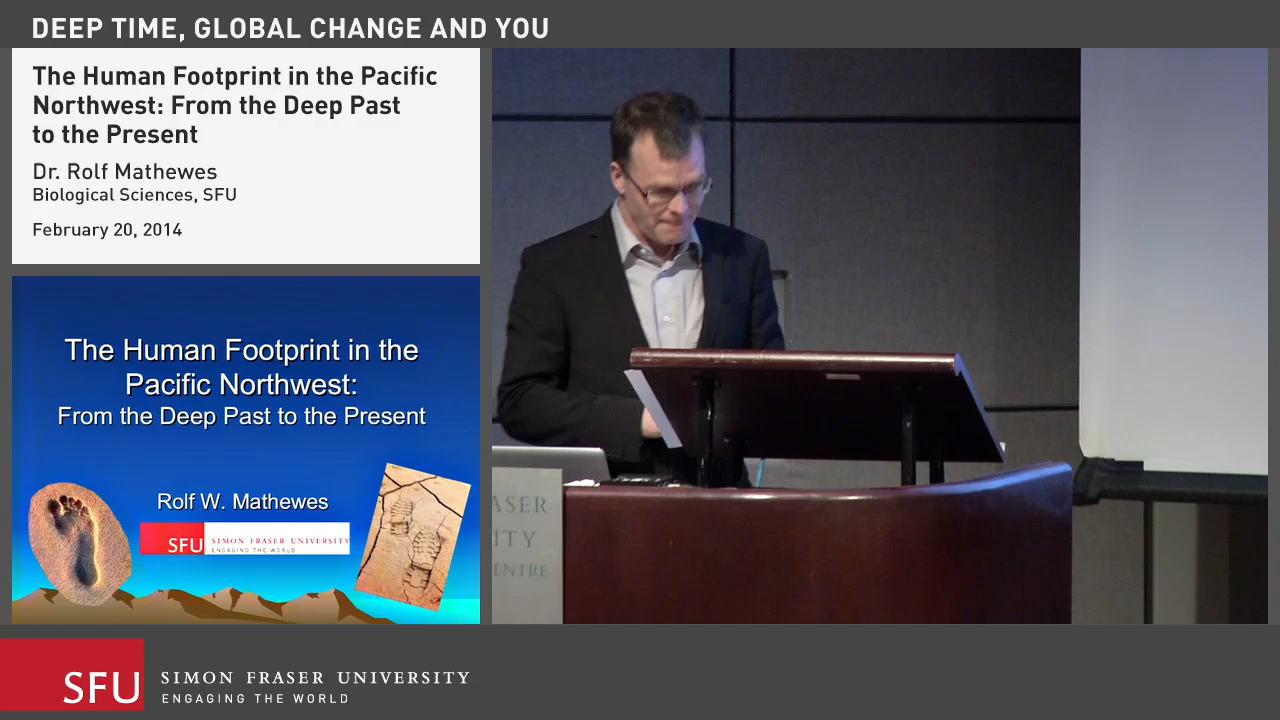 DEEP TIME, GLOBAL CHANGE AND YOU
The Human Footprint in the Pacific
Northwest: From the Deep Past
to the Present
Dr. Rolf Mathewes
Biological Sciences, SFU
February 20, 2014
The Human Footprint in the
Pacific Northwest:
From the Deep Past to the Present
Rolf W. Mathewes
SFU SIMON FRASER UNIVERSITY
ENGAGING THE WORLD
ASER
ITY
ENTRE
SFU SIMON FRASER UNIVERSITY
ENGAGING THE WORLD